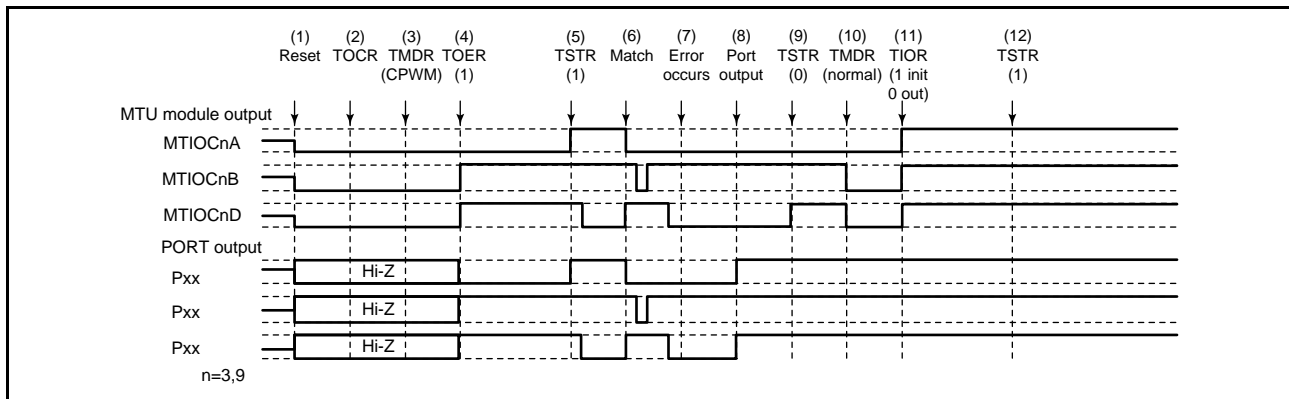 (1) (2) (3) (4) (5) (6) (7) (8) (9) (10) (11) (12)
Reset TOCR TMDR TOER TSTR Match Error Port TSTR TMDR TIOR TSTR
(CPWM) (1) (1) occurs output (0) (normal) (1 init (1)
0 out)
MTU module output
MTIOCnA
MTIOCnB
MTIOCnD
PORT output
Pxx Hi-Z
Pxx Hi-Z
Pxx Hi-Z
n=3,9